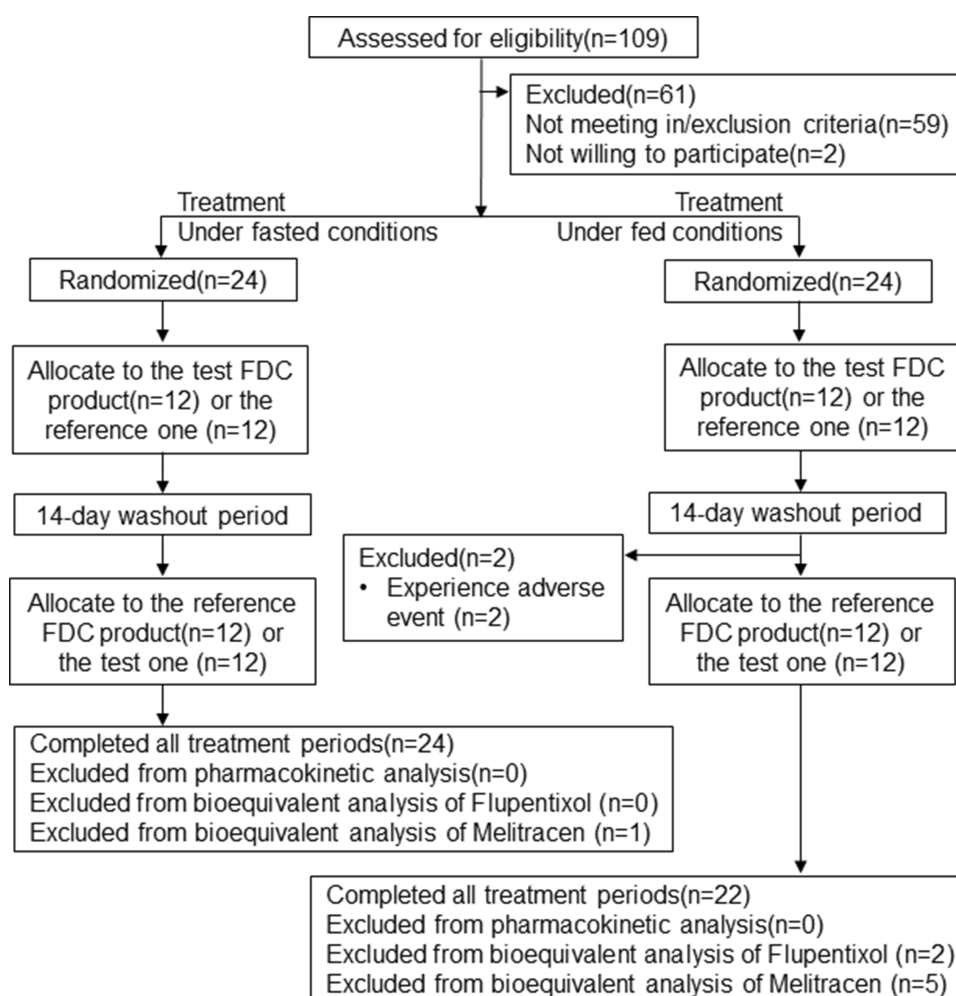 Assessed for eligibility(n=109)
Excluded(n=61)
Not meeting in/exclusion criteria(n=59)
Not willing to participate(n=2)
Treatment
Under fasted conditions
Treatment
Under fed conditions
Randomized(n=24)
Randomized(n=24)
Allocate to the test FDC
product(n=12) or the
reference one (n=12)
Allocate to the test FDC
product(n=12) or the
reference one (n=12)
14-day washout period
14-day washout period
Excluded(n=2)
• Experience adverse
event (n=2)
Allocate to the reference
FDC product(n=12) or
the test one (n=12)
Allocate to the reference
FDC product(n=12) or
the test one (n=12)
Completed all treatment periods(n=24)
Excluded from pharmacokinetic analysis(n=0)
Excluded from bioequivalent analysis of Flupentixol (n=0)
Excluded from bioequivalent analysis of Melitracen (n=1)
Completed all treatment periods(n=22)
Excluded from pharmacokinetic analysis(n=0)
Excluded from bioequivalent analysis of Flupentixol (n=2)
Excluded from bioequivalent analysis of Melitracen (n=5)